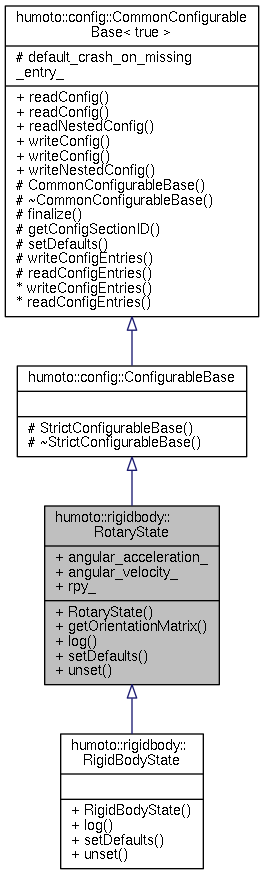 humoto::config::CommonConfigurable
Base< true >
# default_crash_on_missing
_entry_
+ readConfig()
+ readConfig()
+ readNestedConfig()
+ writeConfig()
+ writeConfig()
+ writeNestedConfig()
# CommonConfigurableBase()
# ~CommonConfigurableBase()
# finalize()
# getConfigSectionID()
# setDefaults()
# writeConfigEntries()
# readConfigEntries()
* writeConfigEntries()
* readConfigEntries()
humoto::config::ConfigurableBase
# StrictConfigurableBase()
# ~StrictConfigurableBase()
humoto::rigidbody::
RotaryState
+ angular_acceleration_
+ angular_velocity_
+ rpy_
+ RotaryState()
+ getOrientationMatrix()
+ log()
+ setDefaults()
+ unset()
humoto::rigidbody::
RigidBodyState
+ RigidBodyState()
+ log()
+ setDefaults()
+ unset()